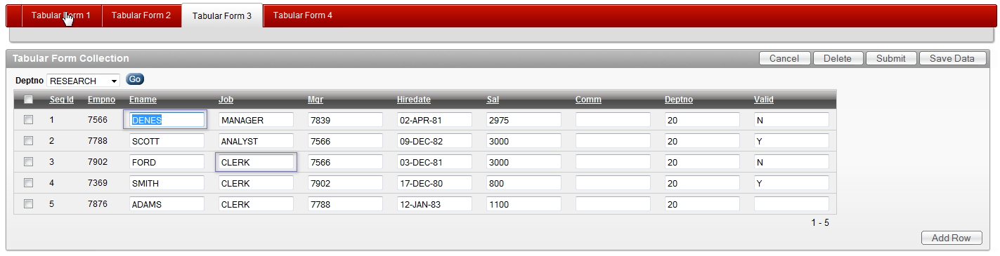 Tabular Form 1 Tabular Form 2 Tabular Form 3 Tabular Form 4
Tabular Form Collection Cancel Delete Submit Save Data
Deptno RESEARCH Go
Seq Id Empno Ename Job Mgr Hiredate Sal Comm Deptno Valid
1 7566 DENES MANAGER 7839 02-APR-81 2975 20 N
2 7788 SCOTT ANALYST 7566 09-DEC-82 3000 20 Y
3 7902 FORD CLERK 7566 03-DEC-81 3000 20 N
4 7369 SMITH CLERK 7902 17-DEC-80 800 20 Y
5 7876 ADAMS CLERK 7788 12-JAN-83 1100 20
1 - 5
Add Row